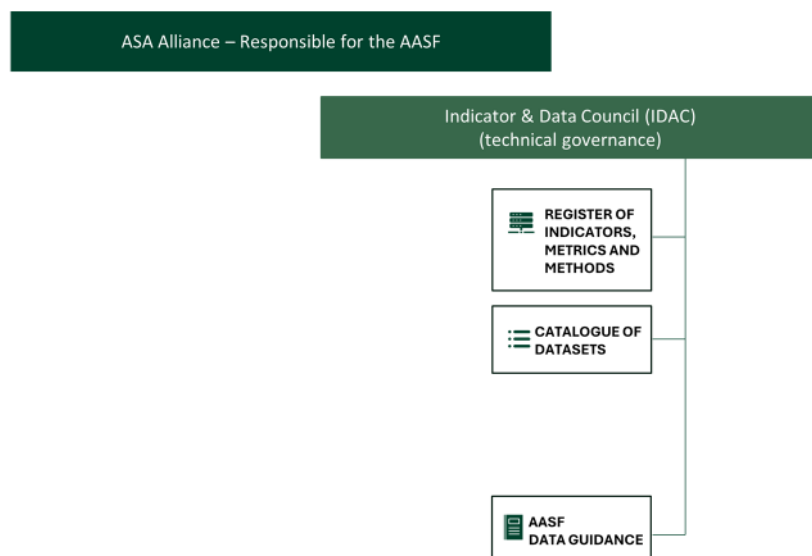 ASA Alliance – Responsible for the AASF
Indicator & Data Council (IDAC)
(technical governance)
REGISTER OF
INDICATORS,
METRICS AND
METHODS
CATALOGUE OF
DATASETS
AASF
DATA GUIDANCE